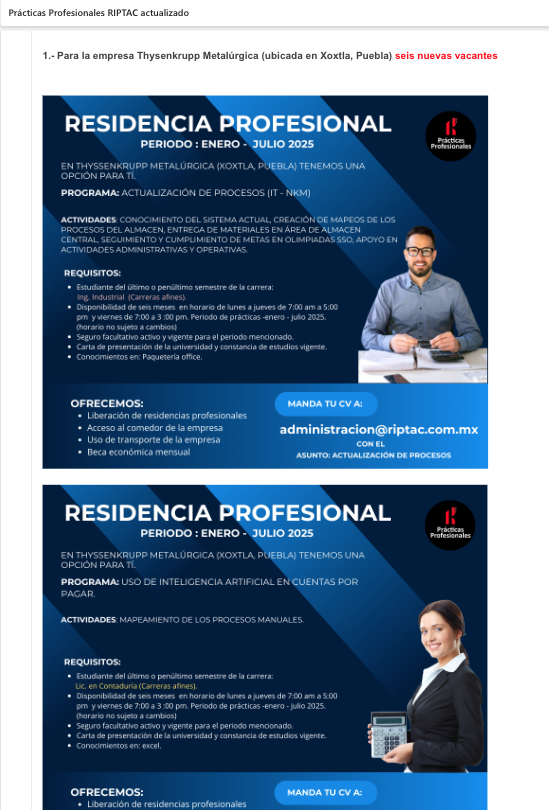 Prácticas Profesionales RIPTAC actualizado
1.- Para la empresa Thysenkrupp Metalúrgica (ubicada en Xoxtla, Puebla) seis nuevas vacantes
RESIDENCIA PROFESIONAL
PERIODO : ENERO - JULIO 2025
Prácticas
Profesionales
EN THYSSENKRUPP METALÚRGICA (XOXTLA, PUEBLA) TENEMOS UNA
OPCIÓN PARA TÍ.
PROGRAMA: ACTUALIZACIÓN DE PROCESOS (IT - NKM)
ACTIVIDADES: CONOCIMIENTO DEL SISTEMA ACTUAL, CREACIÓN DE MAPEOS DE LOS
PROCESOS DEL ALMACEN, ENTREGA DE MATERIALES EN ÁREA DE ALMACEN
CENTRAL, SEGUIMIENTO Y CUMPLIMIENTO DE METAS EN OLIMPIADAS SSO, APOYO EN
ACTIVIDADES ADMINISTRATIVAS Y OPERATIVAS.
REQUISITOS:
• Estudiante del último o penúltimo semestre de la carrera:
Ing. Industrial (Carreras afines).
• Disponibilidad de seis meses en horario de lunes a jueves de 7:00 am a 5:00
pm y viernes de 7:00 a 3 :00 pm. Periodo de prácticas -enero - julio 2025.
(horario no sujeto a cambios)
• Seguro facultativo activo y vigente para el periodo mencionado.
• Carta de presentación de la universidad y constancia de estudios vigente.
• Conocimientos en: Paquetería office.
OFRECEMOS:
• Liberación de residencias profesionales
• Acceso al comedor de la empresa
• Uso de transporte de la empresa
• Beca económica mensual
MANDA TU CV A:
administracion@riptac.com.mx
CON EL
ASUNTO: ACTUALIZACIÓN DE PROCESOS
RESIDENCIA PROFESIONAL
PERIODO : ENERO - JULIO 2025
Prácticas
Profesionales
EN THYSSENKRUPP METALÚRGICA (XOXTLA, PUEBLA) TENEMOS UNA
OPCIÓN PARA TÍ.
PROGRAMA: USO DE INTELIGENCIA ARTIFICIAL EN CUENTAS POR
PAGAR.
ACTIVIDADES: MAPEAMIENTO DE LOS PROCESOS MANUALES.
REQUISITOS:
• Estudiante del último o penúltimo semestre de la carrera:
Lic. en Contaduría (Carreras afines).
• Disponibilidad de seis meses en horario de lunes a jueves de 7:00 am a 5:00
pm y viernes de 7:00 a 3 :00 pm. Periodo de prácticas -enero - julio 2025.
(horario no sujeto a cambios)
• Seguro facultativo activo y vigente para el periodo mencionado.
• Carta de presentación de la universidad y constancia de estudios vigente.
• Conocimientos en: excel.
OFRECEMOS:
• Liberación de residencias profesionales
MANDA TU CV A: